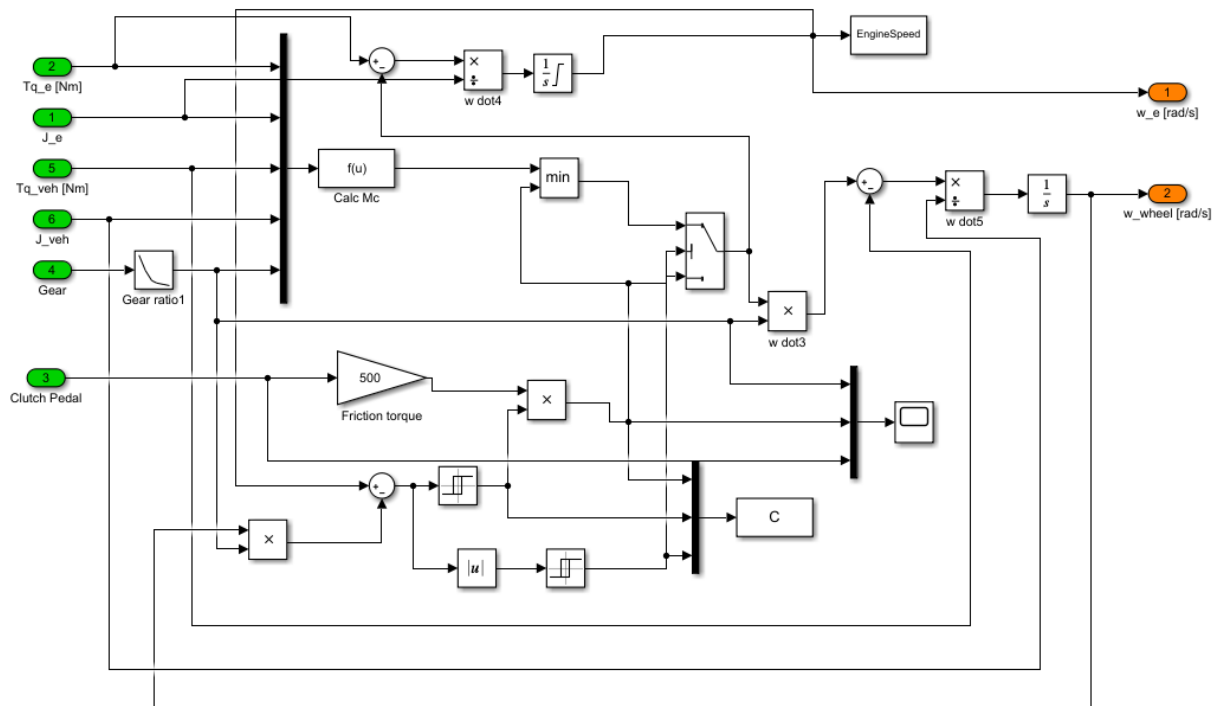 EngineSpeed
2
Tq_e [Nm]
+
-
×
÷
w dot4
1
s
1
w_e [rad/s]
1
J_e
5
Tq_veh [Nm]
f(u)
Calc Mc
min
+
-
×
÷
w dot5
1
s
2
w_wheel [rad/s]
6
J_veh
4
Gear
Gear ratio1
×
w dot3
3
Clutch Pedal
500
Friction torque
×
+
-
×
|u|
C